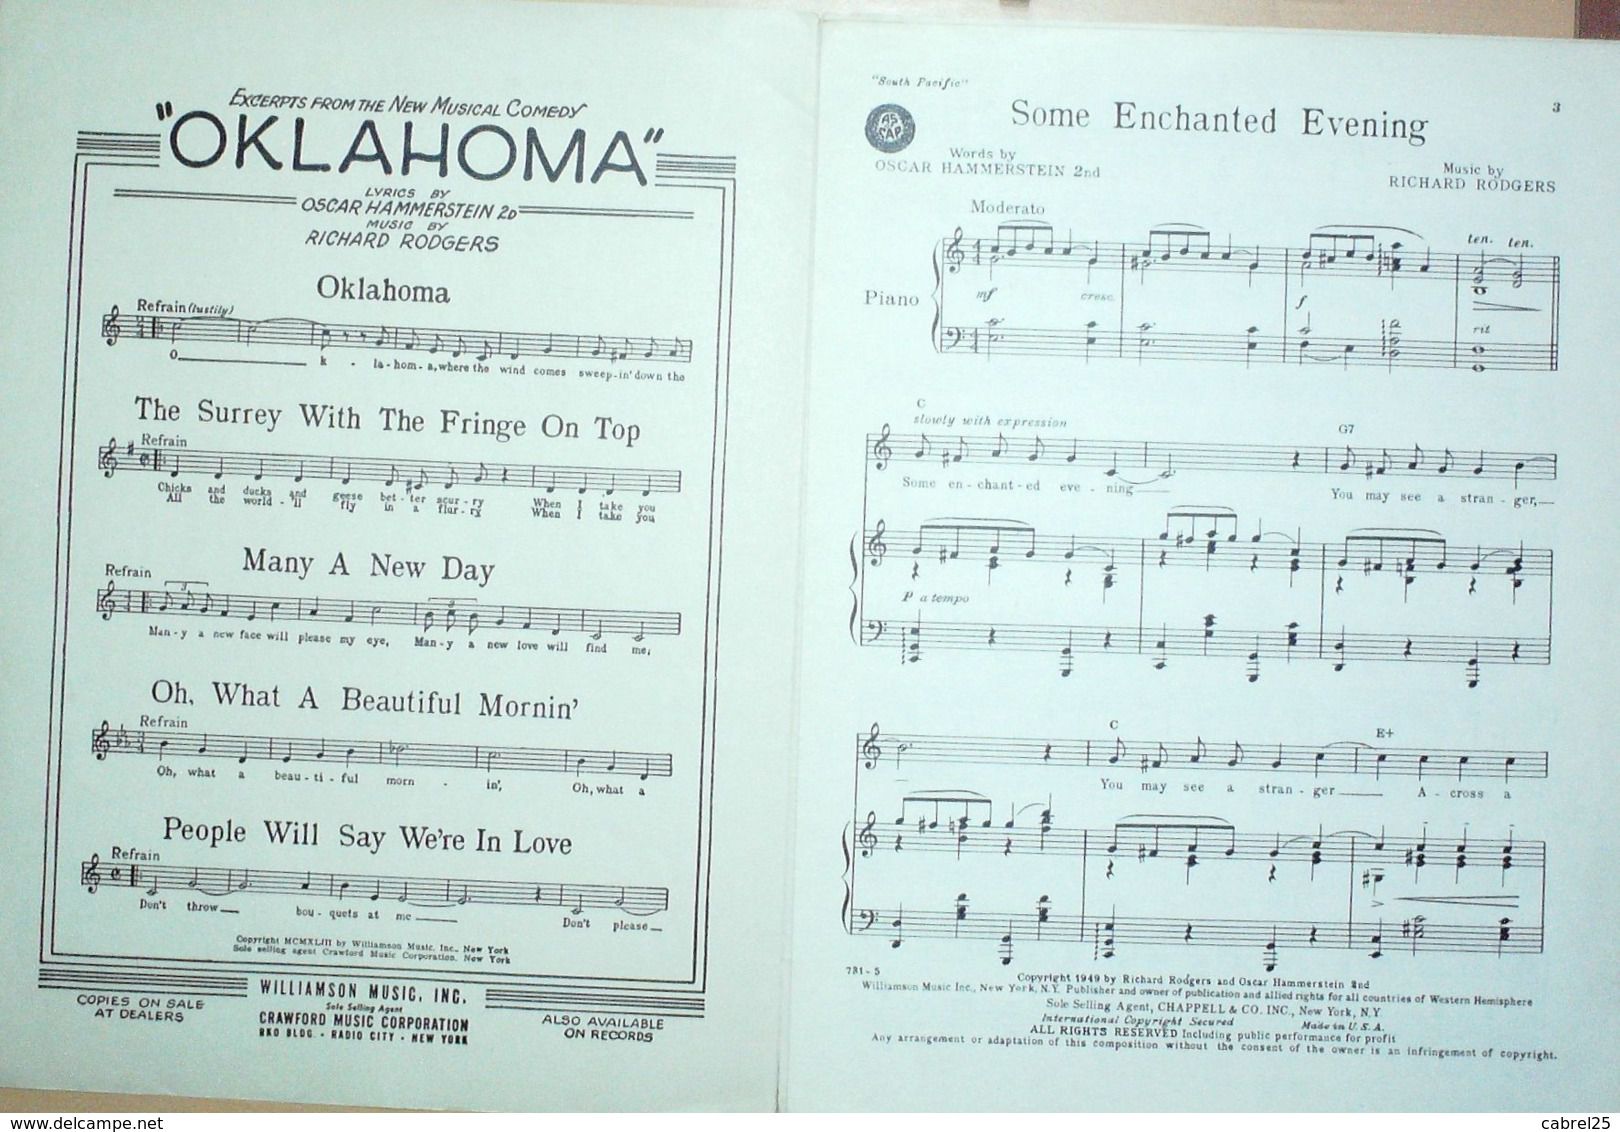 EXCERPTS FROM THE NEW MUSICAL COMEDY
"OKLAHOMA"
LYRICS BY
OSCAR HAMMERSTEIN 2D
MUSIC BY
RICHARD RODGERS
Oklahoma
Refrain (lustily)
O k - la-hom-a, where the wind comes sweep-in' down the
The Surrey With The Fringe On Top
Refrain
Chicks and ducks and geese bet-ter scur-ry When I take you
All the world-'ll fly in a flur-ry When I take you
Many A New Day
Refrain
3 3
Man-y a new face will please my eye, Man-y a new love will find me;
Oh, What A Beautiful Mornin'
Refrain
Oh, what a beau-ti-ful morn - in', Oh, what a
People Will Say We're In Love
Refrain
Don't throw bou-quets at me Don't please
Copyright MCMXLIII by Williamson Music, Inc., New York
Sole selling agent Crawford Music Corporation, New York
COPIES ON SALE
AT DEALERS
WILLIAMSON MUSIC, INC.
Sole Selling Agent
CRAWFORD MUSIC CORPORATION
RKO BLDG. - RADIO CITY - NEW YORK
ALSO AVAILABLE
ON RECORDS
"South Pacific"
3
AS
CAP
Some Enchanted Evening
Words by
OSCAR HAMMERSTEIN 2nd
Music by
RICHARD RODGERS
Moderato
ten. ten.
Piano
mf cresc. f rit
C G7
slowly with expression
Some en-chant-ed eve-ning You may see a stran-ger,
P a tempo
C E+
You may see a stran-ger A-cross a
731-5
Copyright 1949 by Richard Rodgers and Oscar Hammerstein 2nd
Williamson Music Inc., New York, N.Y. Publisher and owner of publication and allied rights for all countries of Western Hemisphere
Sole Selling Agent, CHAPPELL & CO. INC., New York, N.Y.
International Copyright Secured Made in U.S.A.
ALL RIGHTS RESERVED Including public performance for profit
Any arrangement or adaptation of this composition without the consent of the owner is an infringement of copyright.
www.delcampe.net
cabrel25